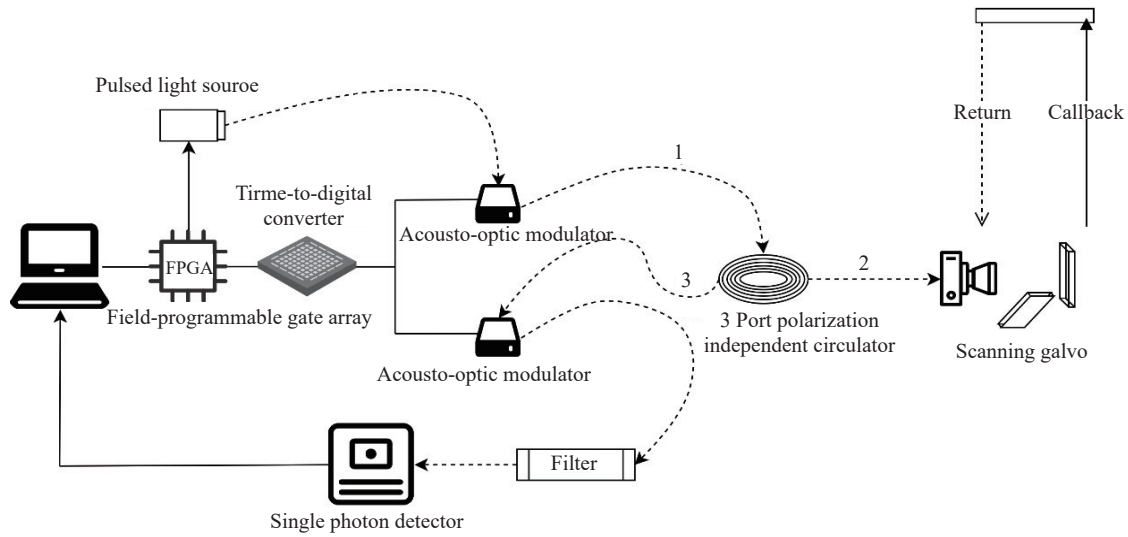 Pulsed light souroe
Return
Callback
1
Tirme-to-digital
converter
Acousto-optic modulator
FPGA
3
2
Field-programmable gate array
3 Port polarization
independent circulator
Scanning galvo
Acousto-optic modulator
Filter
Single photon detector